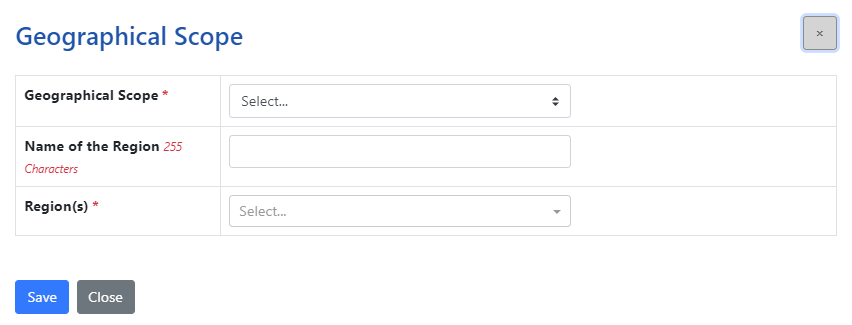 Geographical Scope
×
Geographical Scope *
Select...
Name of the Region 255
Characters
Region(s) *
Select...
Save
Close